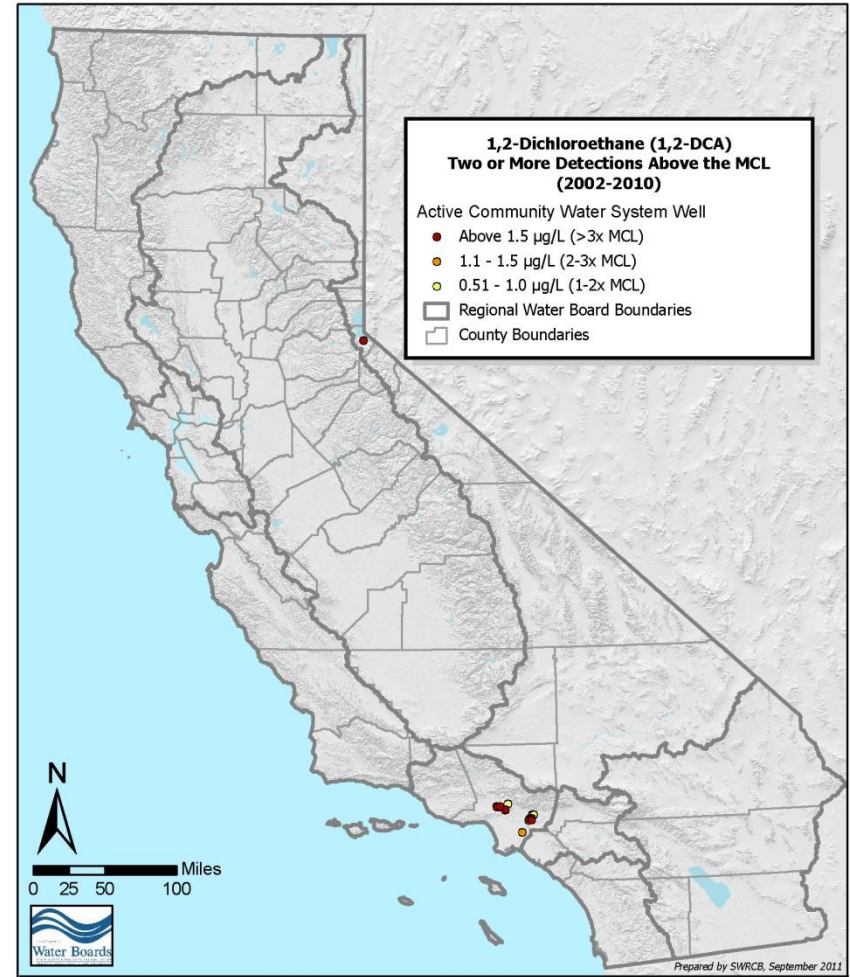 1,2-Dichloroethane (1,2-DCA)
Two or More Detections Above the MCL
(2002-2010)
Active Community Water System Well
Above 1.5 µg/L (>3x MCL)
1.1 - 1.5 µg/L (2-3x MCL)
0.51 - 1.0 µg/L (1-2x MCL)
Regional Water Board Boundaries
County Boundaries
N
Miles
0 25 50 100
Water Boards
Prepared by SWRCB, September 2011